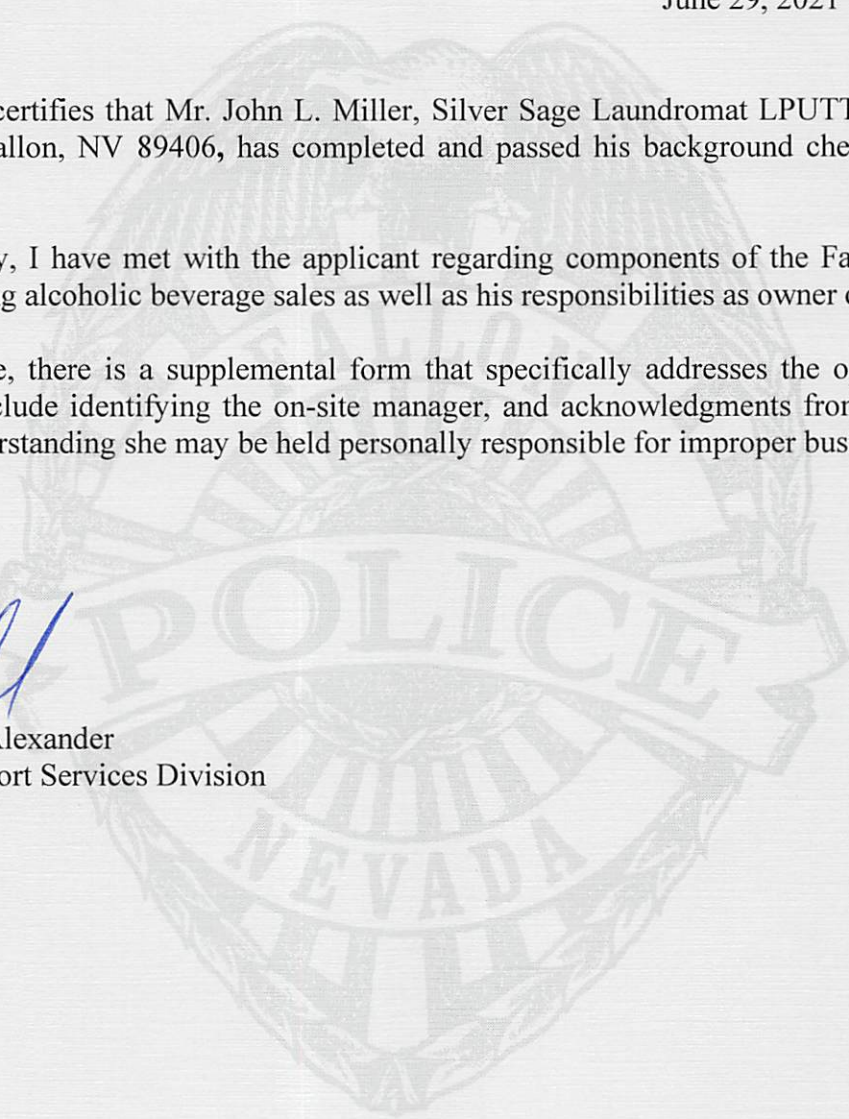 June 29, 2021
certifies that Mr. John L. Miller, Silver Sage Laundromat LPUTT
allon, NV 89406, has completed and passed his background che
y, I have met with the applicant regarding components of the Fa
g alcoholic beverage sales as well as his responsibilities as owner
e, there is a supplemental form that specifically addresses the o
clude identifying the on-site manager, and acknowledgments from
rstanding she may be held personally responsible for improper bus
FALLON
POLICE
Alexander
ort Services Division
NEVADA